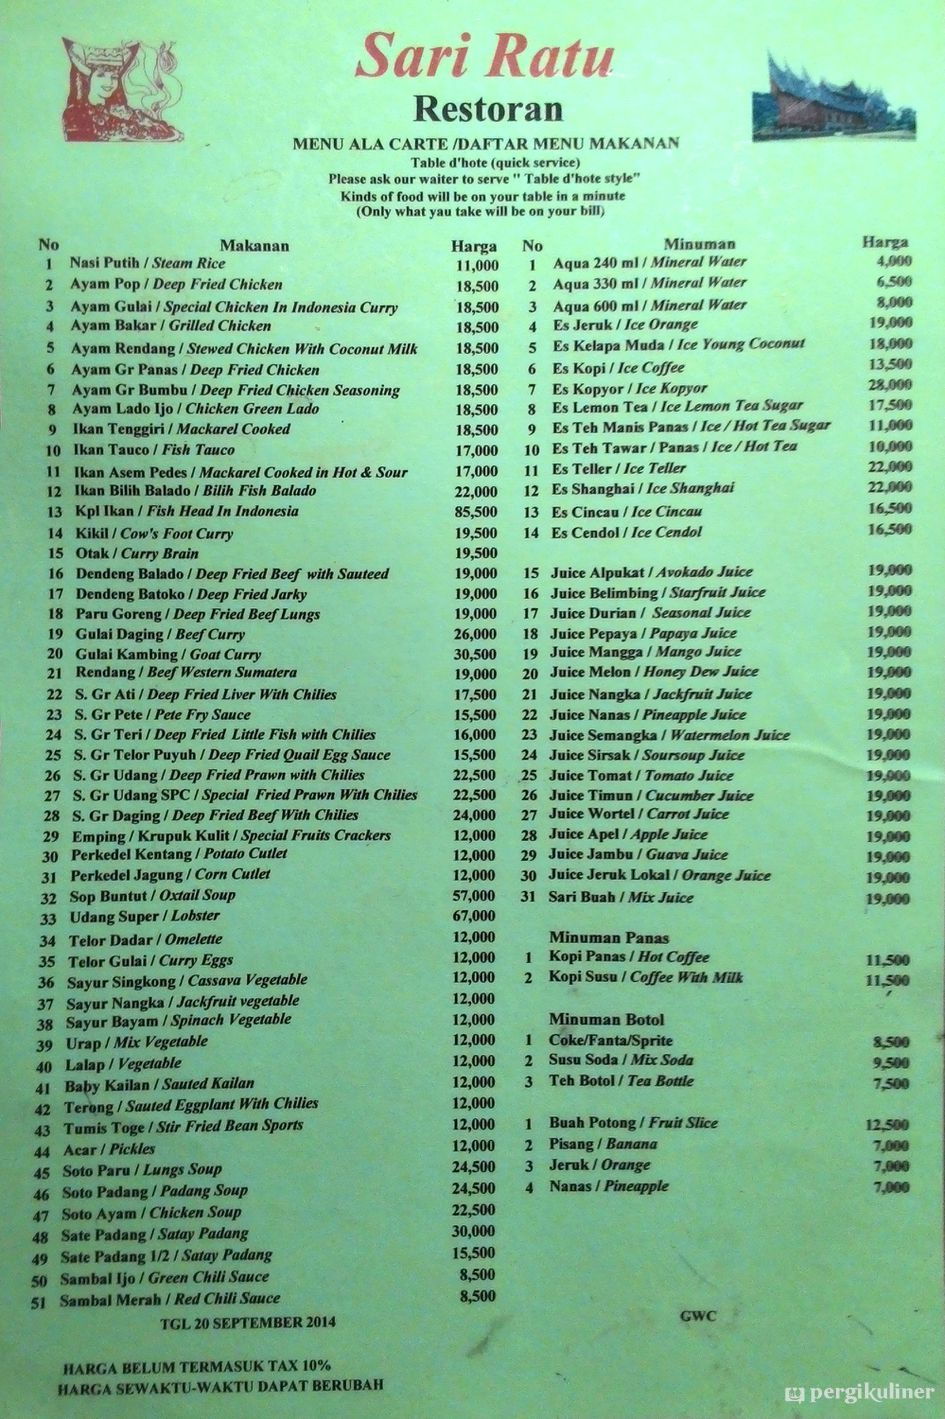 Sari Ratu
Restoran
MENU ALA CARTE /DAFTAR MENU MAKANAN
Table d'hote (quick service)
Please ask our waiter to serve " Table d'hote style"
Kinds of food will be on your table in a minute
(Only what yau take will be on your bill)
No Makanan Harga
1 Nasi Putih / Steam Rice 11,000
2 Ayam Pop / Deep Fried Chicken 18,500
3 Ayam Gulai / Special Chicken In Indonesia Curry 18,500
4 Ayam Bakar / Grilled Chicken 18,500
5 Ayam Rendang / Stewed Chicken With Coconut Milk 18,500
6 Ayam Gr Panas / Deep Fried Chicken 18,500
7 Ayam Gr Bumbu / Deep Fried Chicken Seasoning 18,500
8 Ayam Lado Ijo / Chicken Green Lado 18,500
9 Ikan Tenggiri / Mackarel Cooked 18,500
10 Ikan Tauco / Fish Tauco 17,000
11 Ikan Asem Pedes / Mackarel Cooked in Hot & Sour 17,000
12 Ikan Bilih Balado / Bilih Fish Balado 22,000
13 Kpl Ikan / Fish Head In Indonesia 85,500
14 Kikil / Cow's Foot Curry 19,500
15 Otak / Curry Brain 19,500
16 Dendeng Balado / Deep Fried Beef with Sauteed 19,000
17 Dendeng Batoko / Deep Fried Jarky 19,000
18 Paru Goreng / Deep Fried Beef Lungs 19,000
19 Gulai Daging / Beef Curry 26,000
20 Gulai Kambing / Goat Curry 30,500
21 Rendang / Beef Western Sumatera 19,000
22 S. Gr Ati / Deep Fried Liver With Chilies 17,500
23 S. Gr Pete / Pete Fry Sauce 15,500
24 S. Gr Teri / Deep Fried Little Fish with Chilies 16,000
25 S. Gr Telor Puyuh / Deep Fried Quail Egg Sauce 15,500
26 S. Gr Udang / Deep Fried Prawn with Chilies 22,500
27 S. Gr Udang SPC / Special Fried Prawn With Chilies 22,500
28 S. Gr Daging / Deep Fried Beef With Chilies 24,000
29 Emping / Krupuk Kulit / Special Fruits Crackers 12,000
30 Perkedel Kentang / Potato Cutlet 12,000
31 Perkedel Jagung / Corn Cutlet 12,000
32 Sop Buntut / Oxtail Soup 57,000
33 Udang Super / Lobster 67,000
34 Telor Dadar / Omelette 12,000
35 Telor Gulai / Curry Eggs 12,000
36 Sayur Singkong / Cassava Vegetable 12,000
37 Sayur Nangka / Jackfruit vegetable 12,000
38 Sayur Bayam / Spinach Vegetable 12,000
39 Urap / Mix Vegetable 12,000
40 Lalap / Vegetable 12,000
41 Baby Kailan / Sauted Kailan 12,000
42 Terong / Sauted Eggplant With Chilies 12,000
43 Tumis Toge / Stir Fried Bean Sports 12,000
44 Acar / Pickles 12,000
45 Soto Paru / Lungs Soup 24,500
46 Soto Padang / Padang Soup 24,500
47 Soto Ayam / Chicken Soup 22,500
48 Sate Padang / Satay Padang 30,000
49 Sate Padang 1/2 / Satay Padang 15,500
50 Sambal Ijo / Green Chili Sauce 8,500
51 Sambal Merah / Red Chili Sauce 8,500
TGL 20 SEPTEMBER 2014
HARGA BELUM TERMASUK TAX 10%
HARGA SEWAKTU-WAKTU DAPAT BERUBAH
No Minuman Harga
1 Aqua 240 ml / Mineral Water 4,000
2 Aqua 330 ml / Mineral Water 6,500
3 Aqua 600 ml / Mineral Water 8,000
4 Es Jeruk / Ice Orange 19,000
5 Es Kelapa Muda / Ice Young Coconut 18,000
6 Es Kopi / Ice Coffee 13,500
7 Es Kopyor / Ice Kopyor 28,000
8 Es Lemon Tea / Ice Lemon Tea Sugar 17,500
9 Es Teh Manis Panas / Ice / Hot Tea Sugar 11,000
10 Es Teh Tawar / Panas / Ice / Hot Tea 10,000
11 Es Teller / Ice Teller 22,000
12 Es Shanghai / Ice Shanghai 22,000
13 Es Cincau / Ice Cincau 16,500
14 Es Cendol / Ice Cendol 16,500
15 Juice Alpukat / Avokado Juice 19,000
16 Juice Belimbing / Starfruit Juice 19,000
17 Juice Durian / Seasonal Juice 19,000
18 Juice Pepaya / Papaya Juice 19,000
19 Juice Mangga / Mango Juice 19,000
20 Juice Melon / Honey Dew Juice 19,000
21 Juice Nangka / Jackfruit Juice 19,000
22 Juice Nanas / Pineapple Juice 19,000
23 Juice Semangka / Watermelon Juice 19,000
24 Juice Sirsak / Soursoup Juice 19,000
25 Juice Tomat / Tomato Juice 19,000
26 Juice Timun / Cucumber Juice 19,000
27 Juice Wortel / Carrot Juice 19,000
28 Juice Apel / Apple Juice 19,000
29 Juice Jambu / Guava Juice 19,000
30 Juice Jeruk Lokal / Orange Juice 19,000
31 Sari Buah / Mix Juice 19,000
Minuman Panas
1 Kopi Panas / Hot Coffee 11,500
2 Kopi Susu / Coffee With Milk 11,500
Minuman Botol
1 Coke/Fanta/Sprite 8,500
2 Susu Soda / Mix Soda 9,500
3 Teh Botol / Tea Bottle 7,500
1 Buah Potong / Fruit Slice 12,500
2 Pisang / Banana 7,000
3 Jeruk / Orange 7,000
4 Nanas / Pineapple 7,000
GWC
pergikuliner